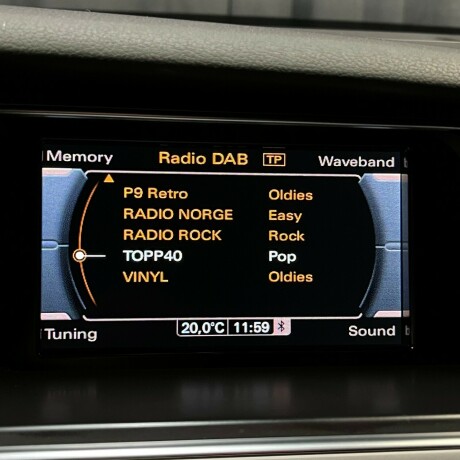 Memory Radio DAB TP Waveband
P9 Retro Oldies
RADIO NORGE Easy
RADIO ROCK Rock
TOPP40 Pop
VINYL Oldies
Tuning 20,0°C 11:59 Sound